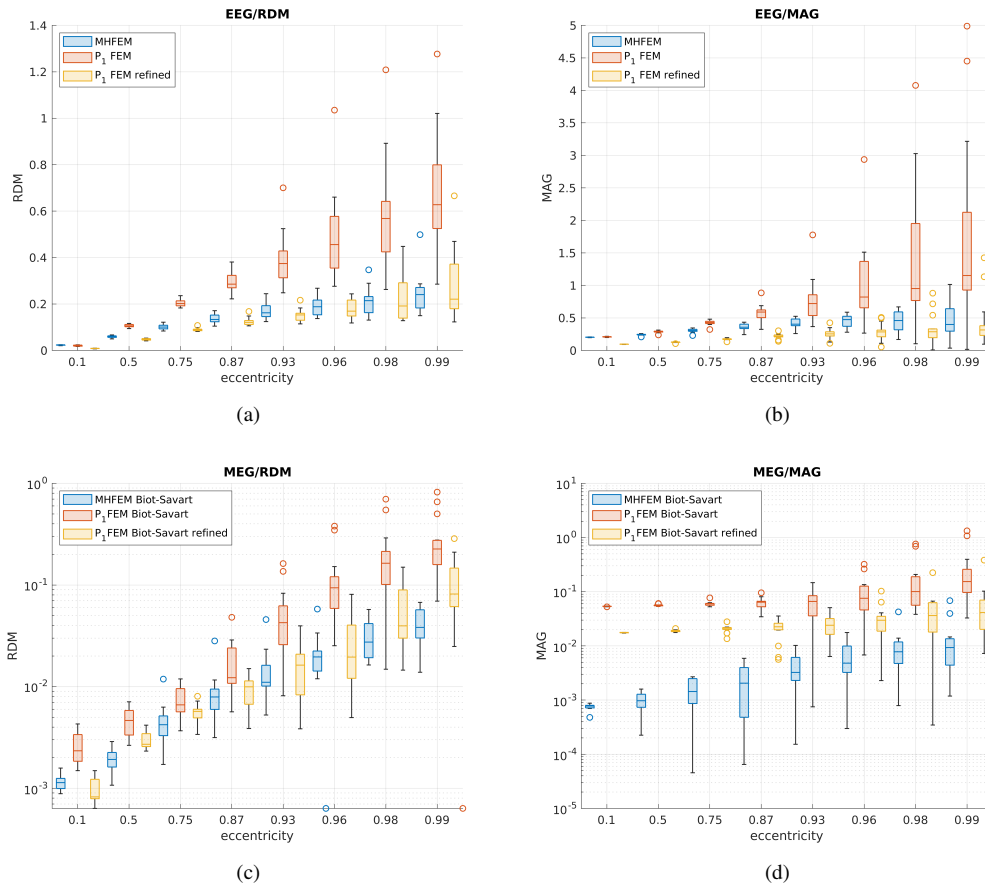 EEG/RDM
1.4
1.2
1
0.8
0.6
0.4
0.2
0
RDM
MHFEM
P₁ FEM
P₁ FEM refined
0.1 0.5 0.75 0.87 0.93 0.96 0.98 0.99
eccentricity
(a)
EEG/MAG
5
4.5
4
3.5
3
2.5
2
1.5
1
0.5
0
MAG
MHFEM
P₁ FEM
P₁ FEM refined
0.1 0.5 0.75 0.87 0.93 0.96 0.98 0.99
eccentricity
(b)
MEG/RDM
10⁰
10⁻¹
10⁻²
10⁻³
RDM
MHFEM Biot-Savart
P₁FEM Biot-Savart
P₁FEM Biot-Savart refined
0.1 0.5 0.75 0.87 0.93 0.96 0.98 0.99
eccentricity
(c)
MEG/MAG
10¹
10⁰
10⁻¹
10⁻²
10⁻³
10⁻⁴
10⁻⁵
MAG
MHFEM Biot-Savart
P₁FEM Biot-Savart
P₁FEM Biot-Savart refined
0.1 0.5 0.75 0.87 0.93 0.96 0.98 0.99
eccentricity
(d)